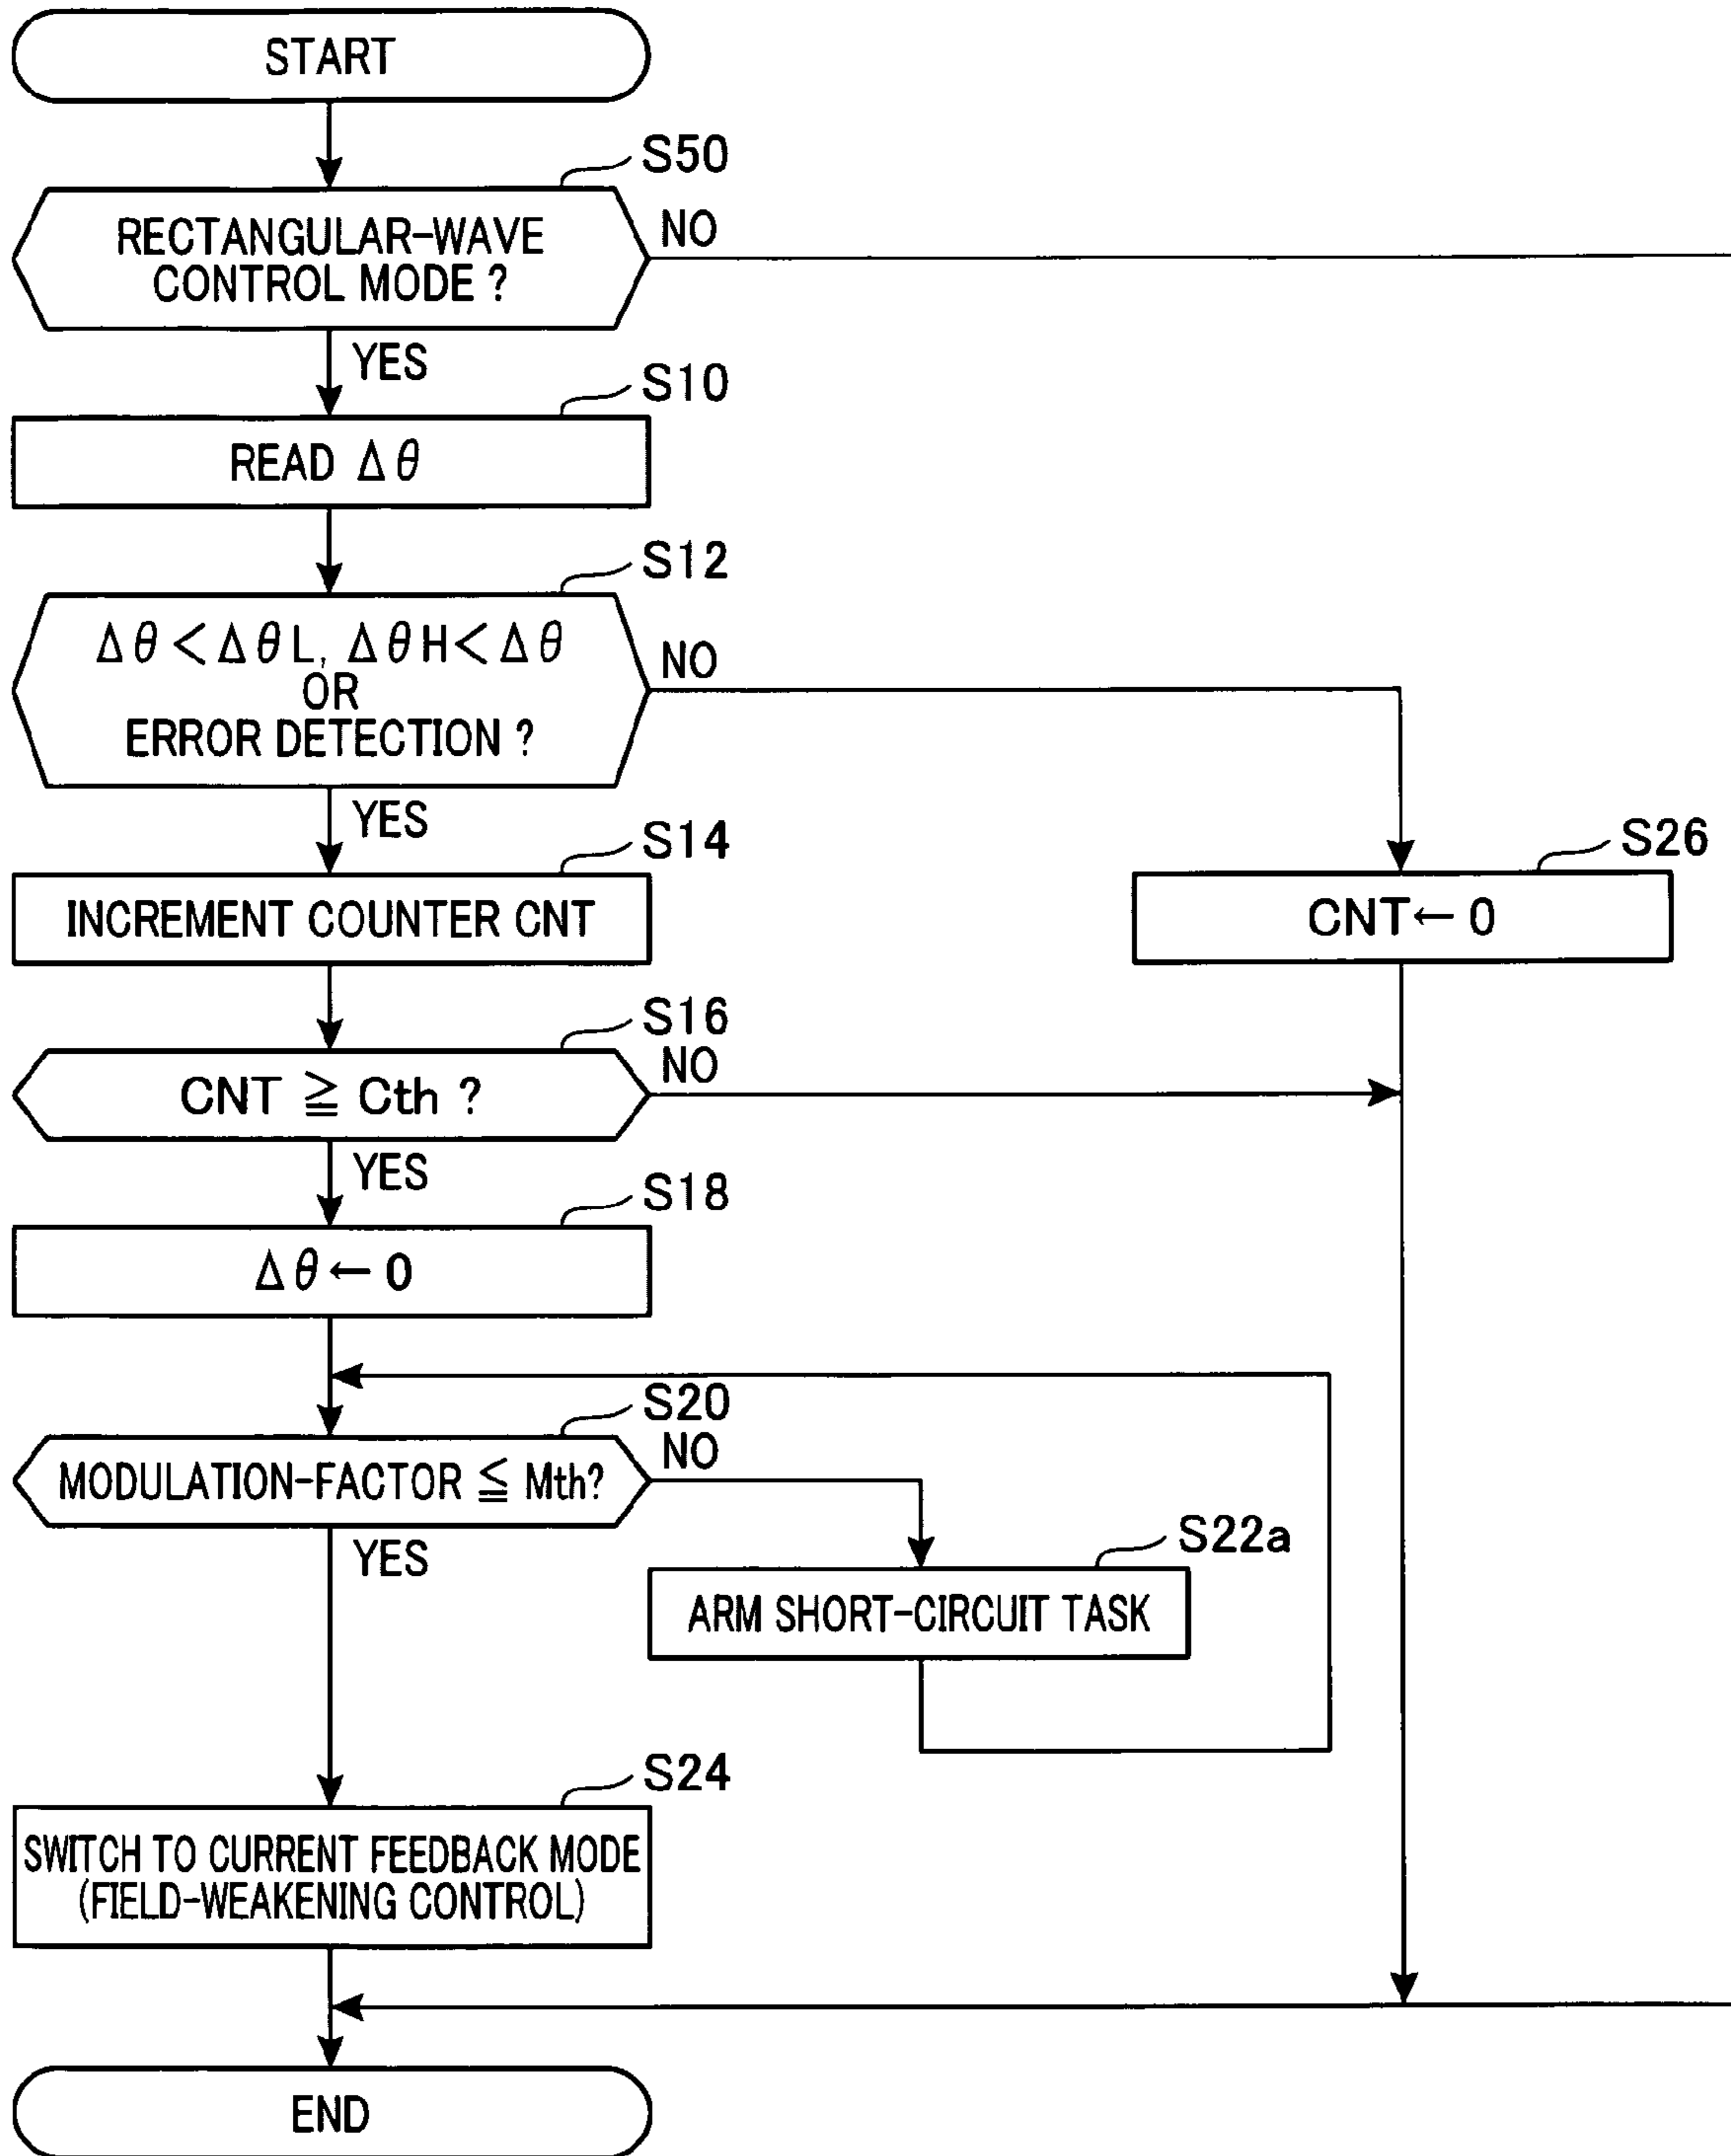 START
S50
RECTANGULAR-WAVE
CONTROL MODE ?
NO
YES
S10
READ Δθ
S12
Δθ<ΔθL, ΔθH<Δθ
OR
ERROR DETECTION ?
NO
YES
S14
INCREMENT COUNTER CNT
S26
CNT←0
S16
CNT ≧ Cth ?
NO
YES
S18
Δθ←0
S20
MODULATION-FACTOR ≦ Mth?
NO
YES
S22a
ARM SHORT-CIRCUIT TASK
S24
SWITCH TO CURRENT FEEDBACK MODE
(FIELD-WEAKENING CONTROL)
END